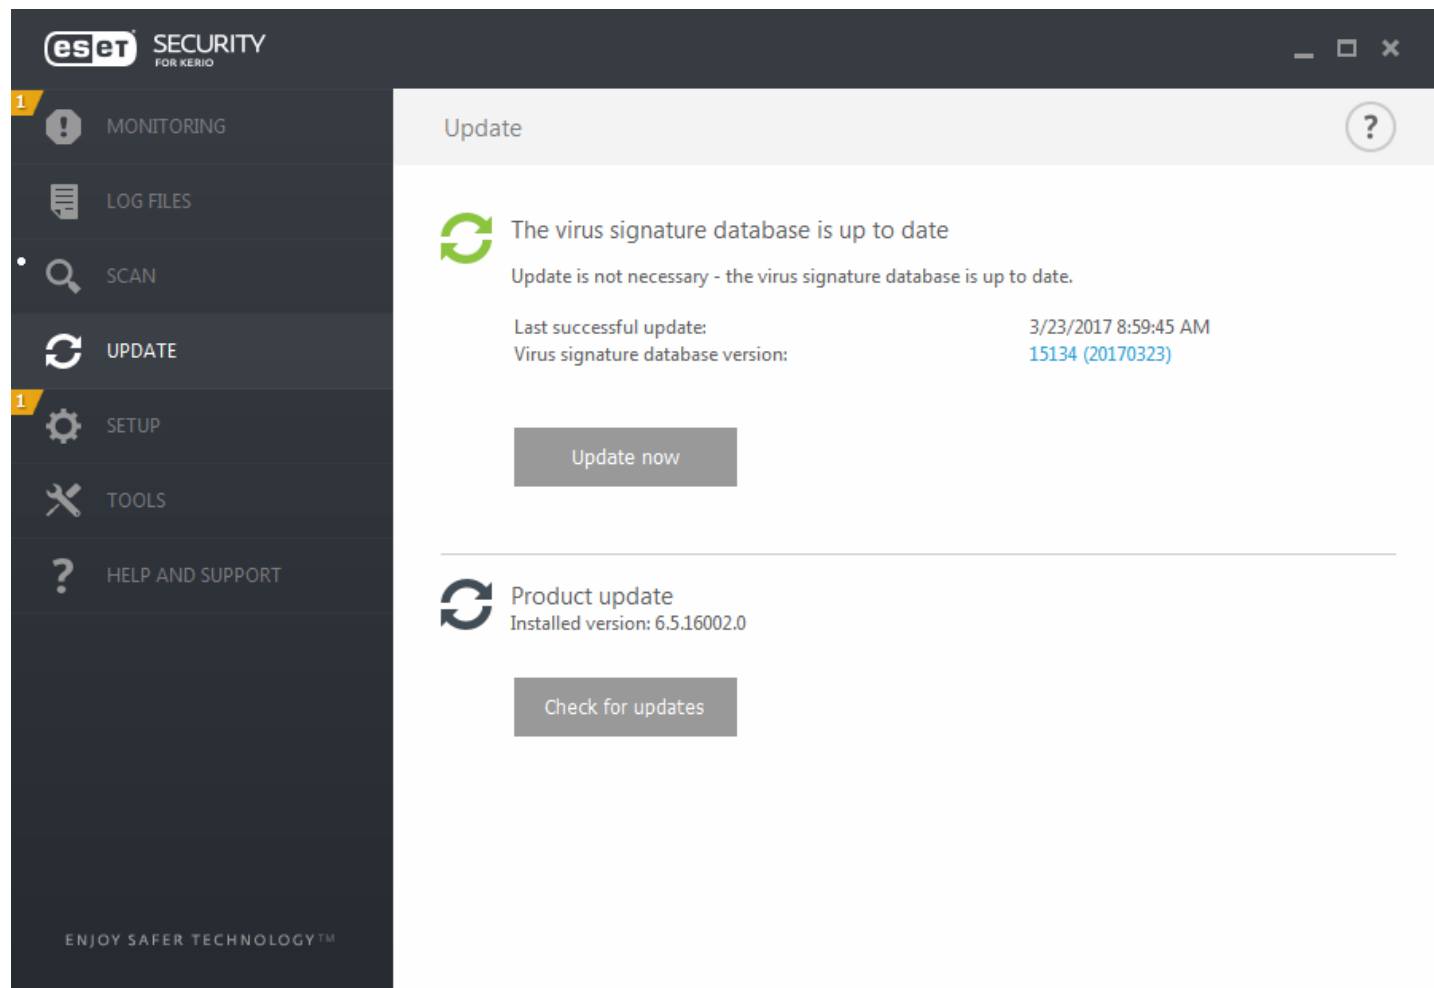 eset SECURITY
FOR KERIO
1
MONITORING
LOG FILES
SCAN
UPDATE
1
SETUP
TOOLS
? HELP AND SUPPORT
ENJOY SAFER TECHNOLOGY™
Update
?
The virus signature database is up to date
Update is not necessary - the virus signature database is up to date.
Last successful update: 3/23/2017 8:59:45 AM
Virus signature database version: 15134 (20170323)
Update now
Product update
Installed version: 6.5.16002.0
Check for updates